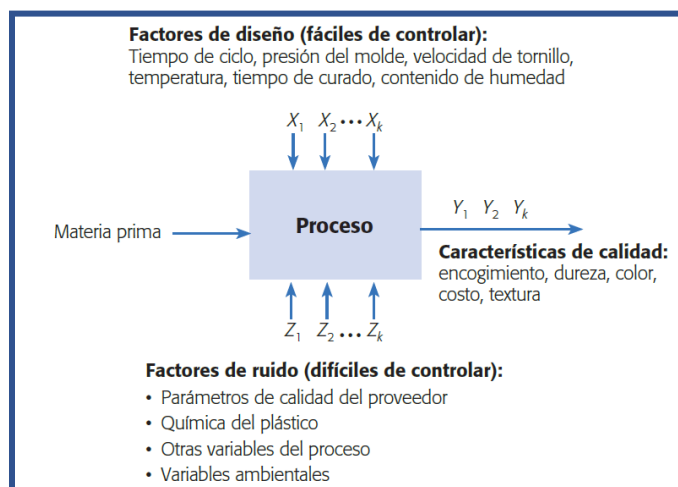 Factores de diseño (fáciles de controlar):
Tiempo de ciclo, presión del molde, velocidad de tornillo,
temperatura, tiempo de curado, contenido de humedad
X₁ X₂ ••• Xₖ
Materia prima
Proceso
Y₁ Y₂ Yₖ
Características de calidad:
encogimiento, dureza, color,
costo, textura
Z₁ Z₂ ••• Zₖ
Factores de ruido (difíciles de controlar):
• Parámetros de calidad del proveedor
• Química del plástico
• Otras variables del proceso
• Variables ambientales